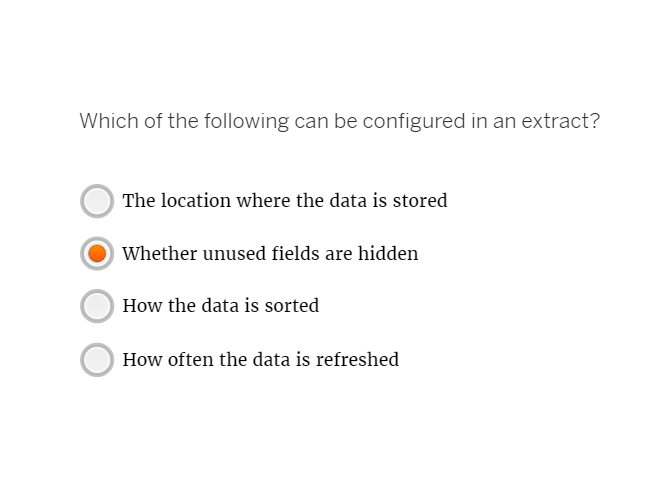 Which of the following can be configured in an extract?
The location where the data is stored
Whether unused fields are hidden
How the data is sorted
How often the data is refreshed